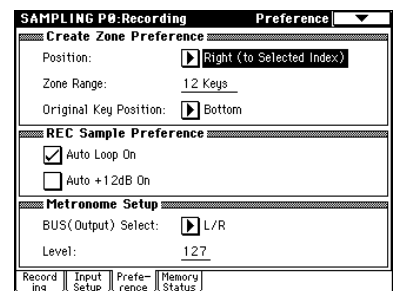 SAMPLING P0:Recording Preference
Create Zone Preference
Position: Right (to Selected Index)
Zone Range: 12 Keys
Original Key Position: Bottom
REC Sample Preference
Auto Loop On
Auto +12dB On
Metronome Setup
BUS(Output) Select: L/R
Level: 127
Record Input Prefe- Memory
ing Setup rence Status